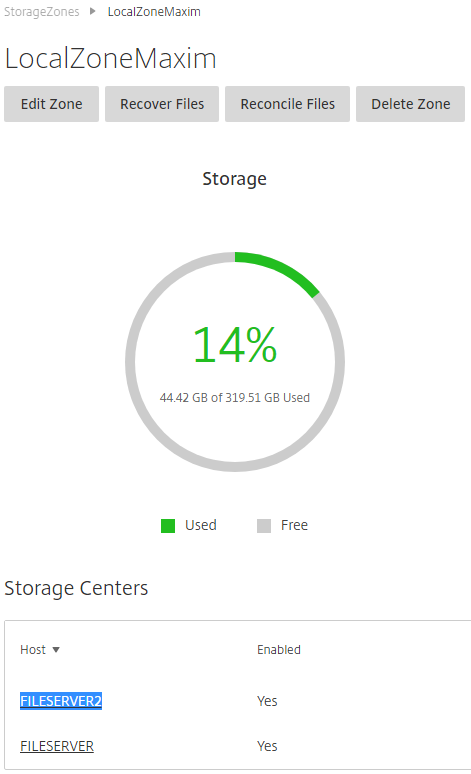 StorageZones ▶ LocalZoneMaxim
LocalZoneMaxim
Edit Zone Recover Files Reconcile Files Delete Zone
Storage
14%
44.42 GB of 319.51 GB Used
Used Free
Storage Centers
Host ▼ Enabled
FILESERVER2 Yes
FILESERVER Yes